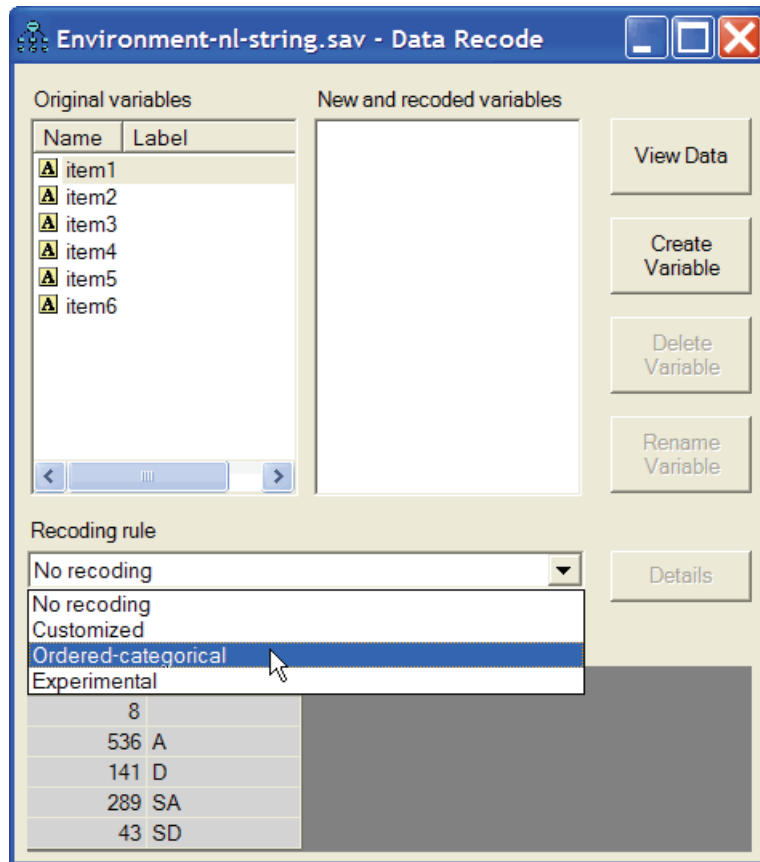 Environment-nl-string.sav - Data Recode
Original variables
New and recoded variables
Name Label
A item1
A item2
A item3
A item4
A item5
A item6
View Data
Create
Variable
Delete
Variable
Rename
Variable
Recoding rule
No recoding
Details
No recoding
Customized
Ordered-categorical
Experimental
8
536 A
141 D
289 SA
43 SD